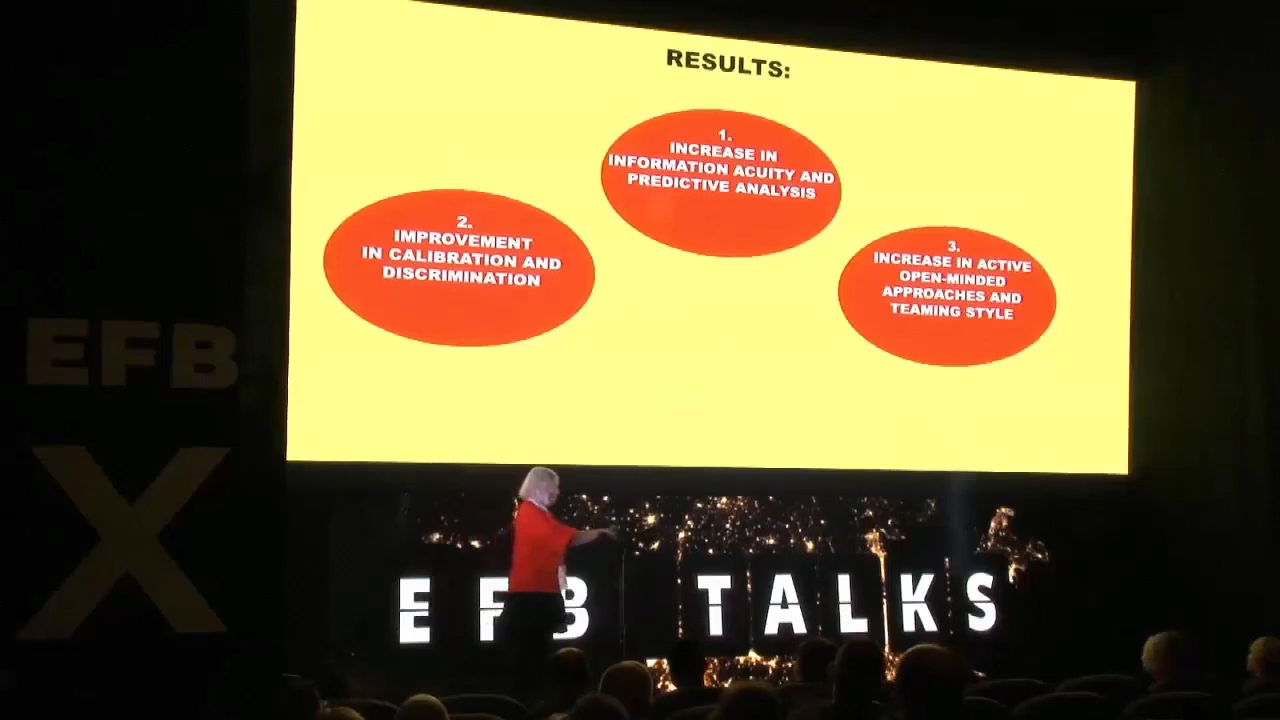 RESULTS:
1.
INCREASE IN
INFORMATION ACUITY AND
PREDICTIVE ANALYSIS
2.
IMPROVEMENT
IN CALIBRATION AND
DISCRIMINATION
3.
INCREASE IN ACTIVE
OPEN-MINDED
APPROACHES AND
TEAMING STYLE
EFB
X
EFB TALKS